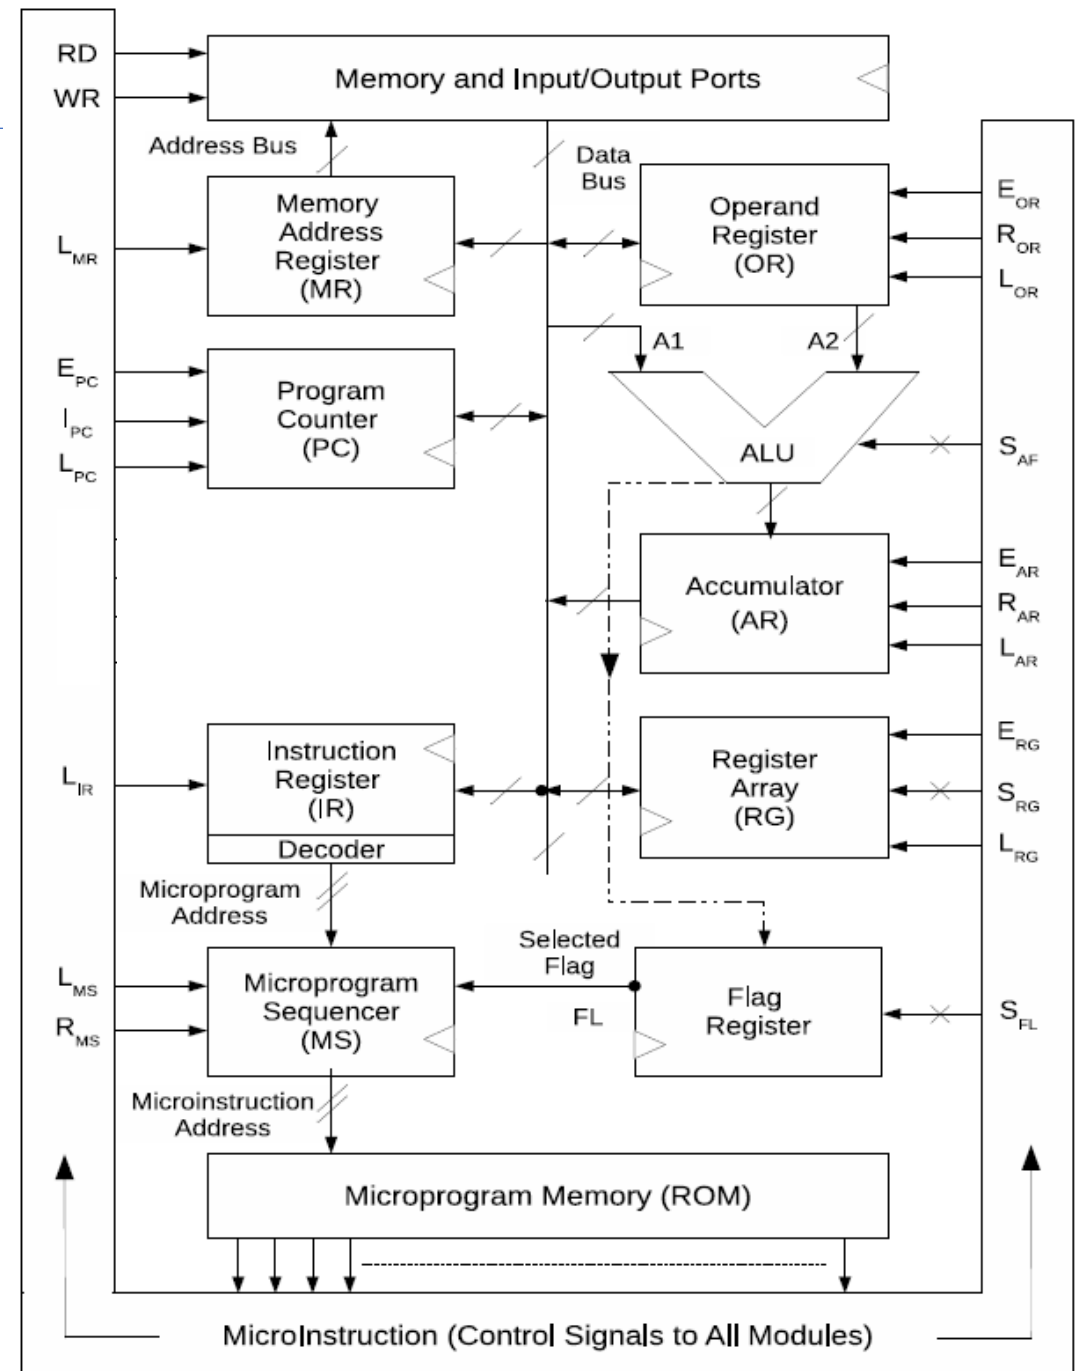 RD
WR
Memory and Input/Output Ports
Address Bus
Data
Bus
Memory
Address
Register
(MR)
L_MR
Operand
Register
(OR)
E_OR
R_OR
L_OR
A1
A2
E_PC
I_PC
L_PC
Program
Counter
(PC)
ALU
S_AF
Accumulator
(AR)
E_AR
R_AR
L_AR
L_IR
Instruction
Register
(IR)
Decoder
Register
Array
(RG)
E_RG
S_RG
L_RG
Microprogram
Address
Selected
Flag
FL
L_MS
R_MS
Microprogram
Sequencer
(MS)
Flag
Register
S_FL
Microinstruction
Address
Microprogram Memory (ROM)
MicroInstruction (Control Signals to All Modules)